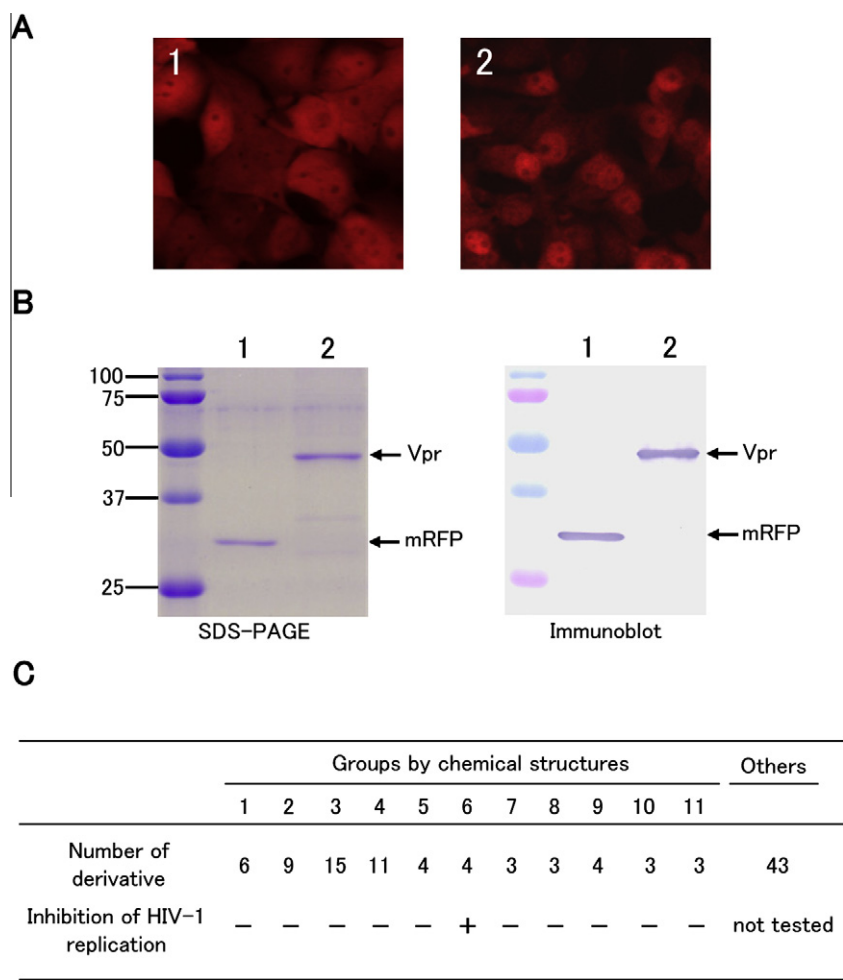 A
1
2
B
1 2
100
75
50
37
25
Vpr
mRFP
SDS-PAGE
1 2
Vpr
mRFP
Immunoblot
C
Groups by chemical structures Others
1 2 3 4 5 6 7 8 9 10 11
Number of
derivative
6 9 15 11 4 4 3 3 4 3 3 43
Inhibition of HIV-1
replication
− − − − − + − − − − − not tested